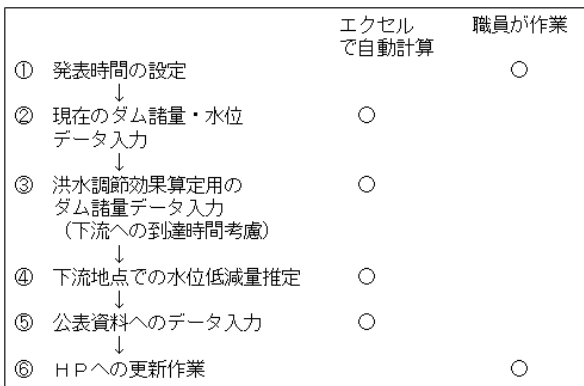 エクセル 職員が作業
で自動計算
① 発表時間の設定 ○
↓
② 現在のダム諸量・水位 ○
データ入力
↓
③ 洪水調節効果算定用の ○
ダム諸量データ入力
（下流への到達時間考慮）
↓
④ 下流地点での水位低減量推定 ○
↓
⑤ 公表資料へのデータ入力 ○
↓
⑥ ＨＰへの更新作業 ○